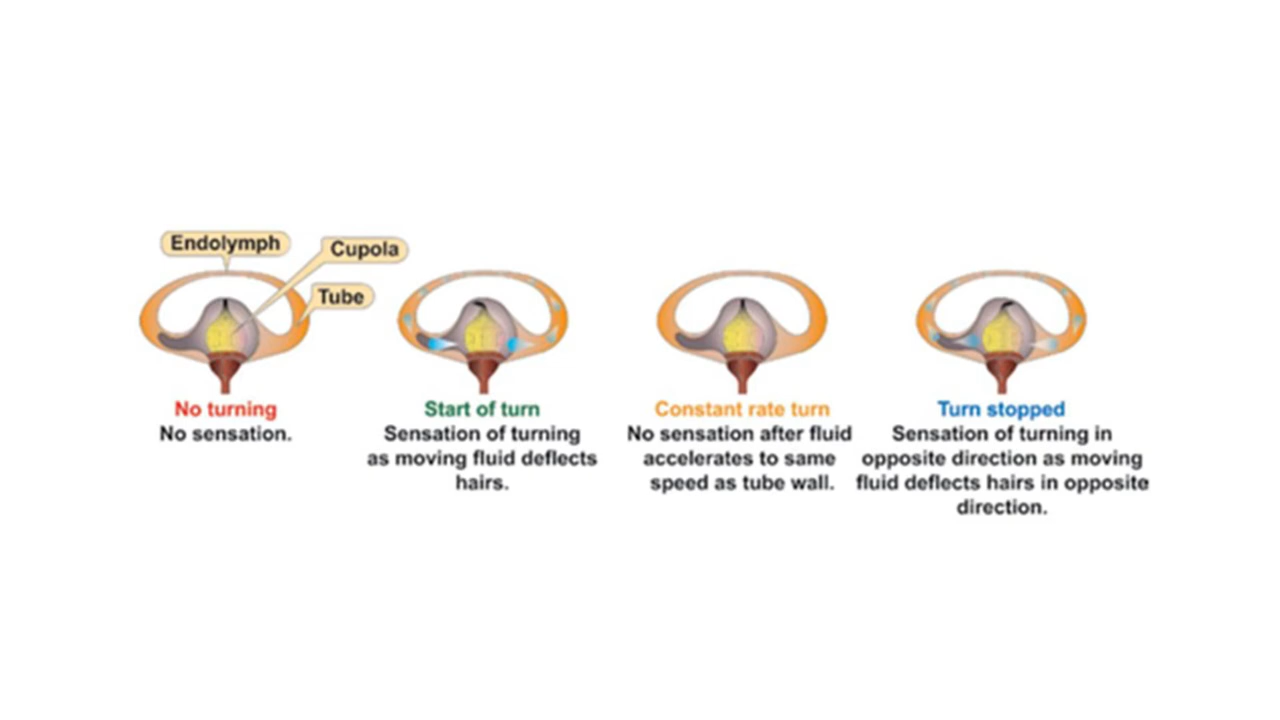 Endolymph
Cupola
Tube
No turning
No sensation.
Start of turn
Sensation of turning
as moving fluid deflects
hairs.
Constant rate turn
No sensation after fluid
accelerates to same
speed as tube wall.
Turn stopped
Sensation of turning in
opposite direction as moving
fluid deflects hairs in opposite
direction.